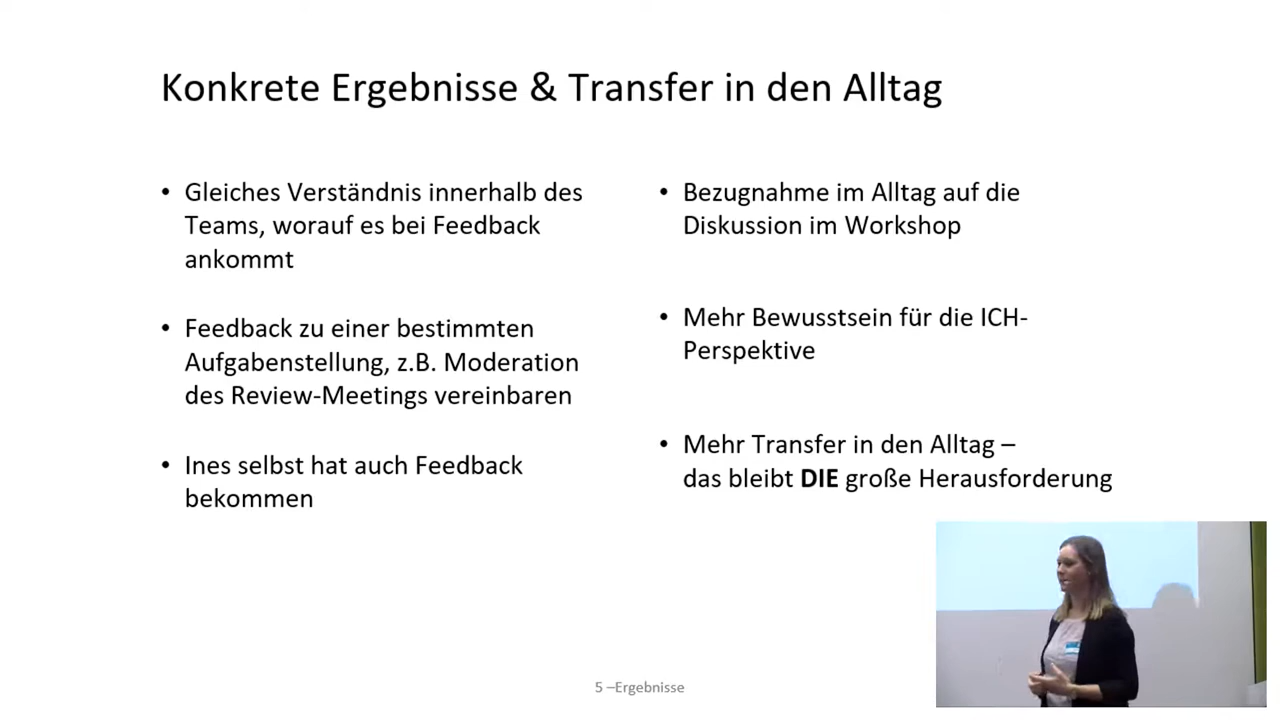 Konkrete Ergebnisse & Transfer in den Alltag
• Gleiches Verständnis innerhalb des
Teams, worauf es bei Feedback
ankommt
• Feedback zu einer bestimmten
Aufgabenstellung, z.B. Moderation
des Review-Meetings vereinbaren
• Ines selbst hat auch Feedback
bekommen
• Bezugnahme im Alltag auf die
Diskussion im Workshop
• Mehr Bewusstsein für die ICH-
Perspektive
• Mehr Transfer in den Alltag –
das bleibt DIE große Herausforderung
5 –Ergebnisse